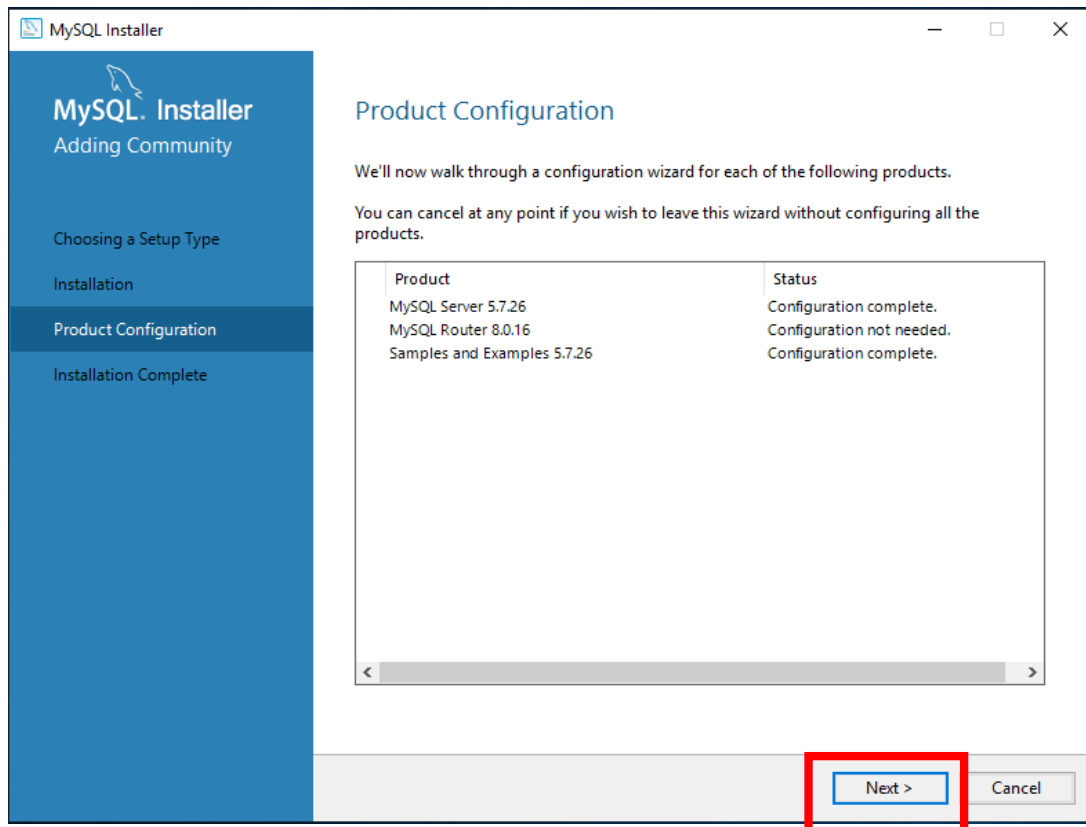 MySQL Installer
MySQL. Installer
Adding Community
Choosing a Setup Type
Installation
Product Configuration
Installation Complete
Product Configuration
We'll now walk through a configuration wizard for each of the following products.
You can cancel at any point if you wish to leave this wizard without configuring all the
products.
Product Status
MySQL Server 5.7.26 Configuration complete.
MySQL Router 8.0.16 Configuration not needed.
Samples and Examples 5.7.26 Configuration complete.
Next > Cancel